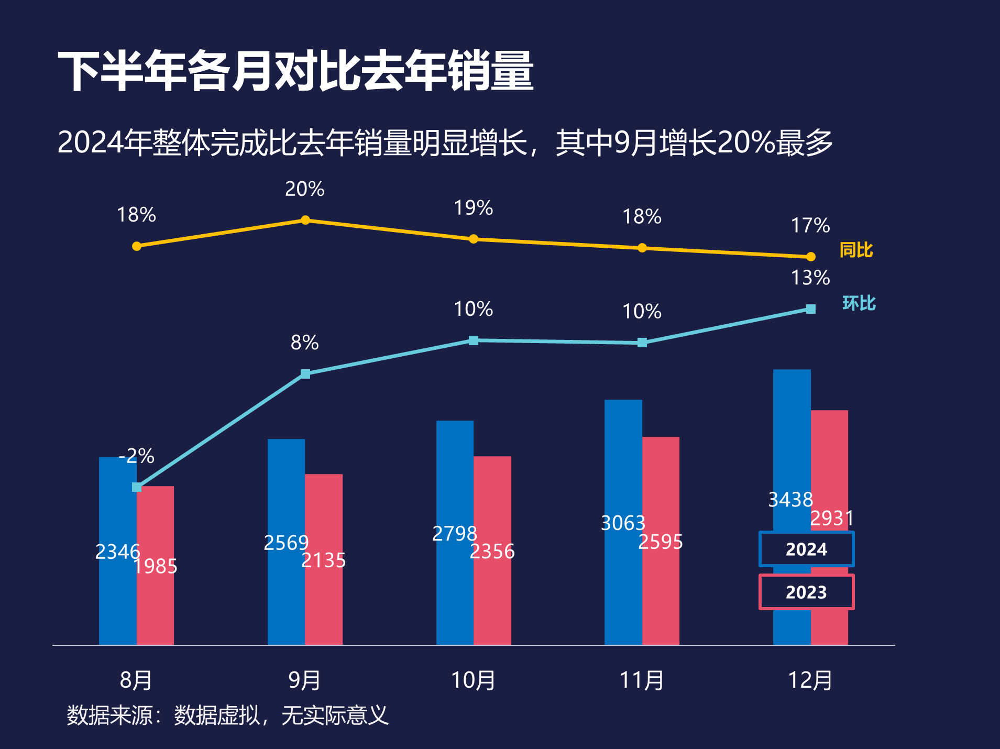 下半年各月对比去年销量
2024年整体完成比去年销量明显增长，其中9月增长20%最多
18%
20%
19%
18%
17%
同比
-2%
8%
10%
10%
13%
环比
2346
1985
2569
2135
2798
2356
3063
2595
3438
2931
2024
2023
8月
9月
10月
11月
12月
数据来源：数据虚拟，无实际意义